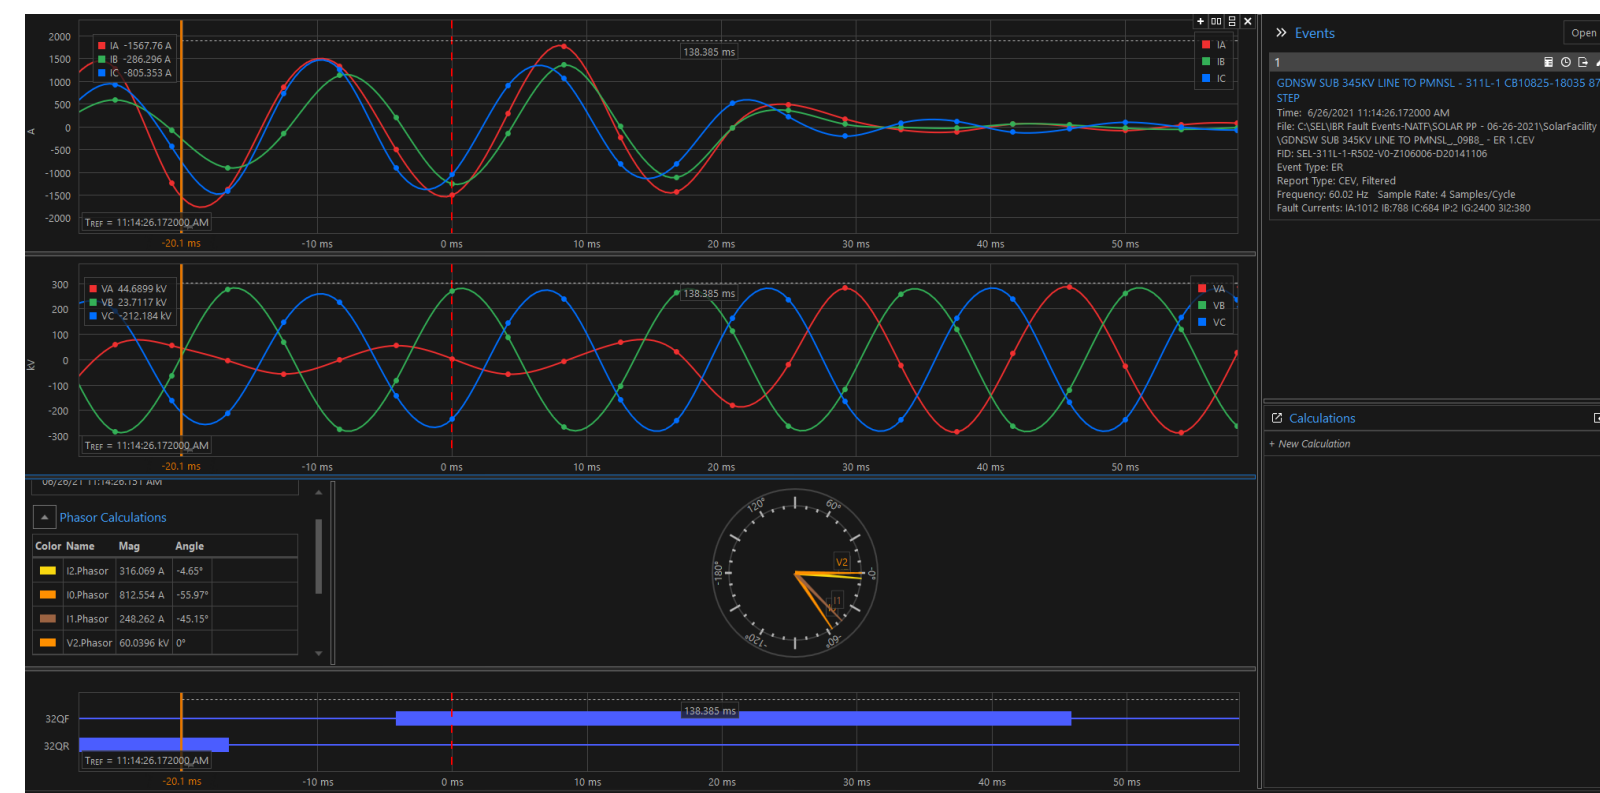 2000
1500
1000
500
0
-500
-1000
-1500
-2000
A
IA -1567.76 A
IB -286.296 A
IC -805.353 A
138.385 ms
IA
IB
IC
TREF = 11:14:26.172000 AM
-20.1 ms
-10 ms
0 ms
10 ms
20 ms
30 ms
40 ms
50 ms
300
200
100
0
-100
-200
-300
kV
VA 44.6899 kV
VB 23.7117 kV
VC -212.184 kV
138.385 ms
VA
VB
VC
TREF = 11:14:26.172000 AM
-20.1 ms
-10 ms
0 ms
10 ms
20 ms
30 ms
40 ms
50 ms
06/26/21 11:14:26.151 AM
Phasor Calculations
Color Name Mag Angle
I2.Phasor 316.069 A -4.65°
I0.Phasor 812.554 A -55.97°
I1.Phasor 248.262 A -45.15°
V2.Phasor 60.0396 kV 0°
120°
60°
-180°
-0°
-120°
-60°
V2
I1
138.385 ms
32QF
32QR
TREF = 11:14:26.172000 AM
-20.1 ms
-10 ms
0 ms
10 ms
20 ms
30 ms
40 ms
50 ms
Events
Open
1
GDNSW SUB 345KV LINE TO PMNSL - 311L-1 CB10825-18035 87
STEP
Time: 6/26/2021 11:14:26.172000 AM
File: C:\SEL\IBR Fault Events-NATF\SOLAR PP - 06-26-2021\SolarFacility
\GDNSW SUB 345KV LINE TO PMNSL_,_09B8_ - ER 1.CEV
FID: SEL-311L-1-R502-V0-Z106006-D20141106
Event Type: ER
Report Type: CEV, Filtered
Frequency: 60.02 Hz Sample Rate: 4 Samples/Cycle
Fault Currents: IA:1012 IB:788 IC:684 IP:2 IG:2400 3I2:380
Calculations
+ New Calculation